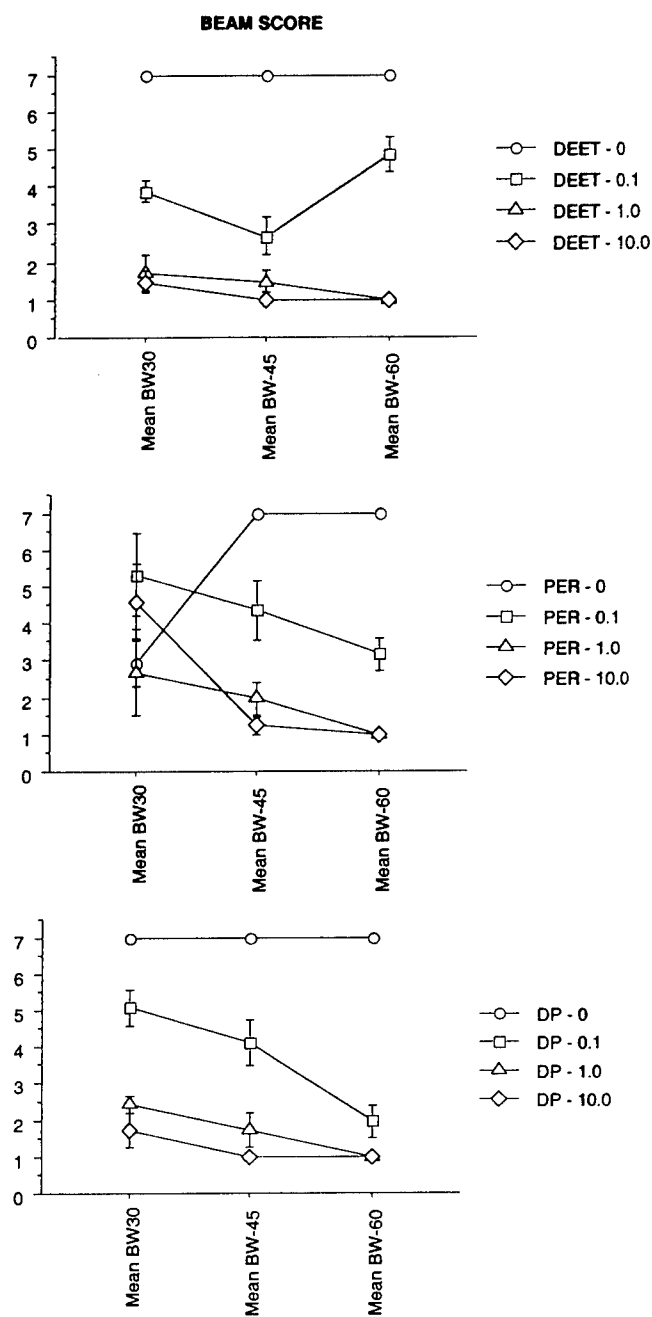 BEAM SCORE
7
6
5
4
3
2
1
0
Mean BW30
Mean BW-45
Mean BW-60
DEET - 0
DEET - 0.1
DEET - 1.0
DEET - 10.0
7
6
5
4
3
2
1
0
Mean BW30
Mean BW-45
Mean BW-60
PER - 0
PER - 0.1
PER - 1.0
PER - 10.0
7
6
5
4
3
2
1
0
Mean BW30
Mean BW-45
Mean BW-60
DP - 0
DP - 0.1
DP - 1.0
DP - 10.0